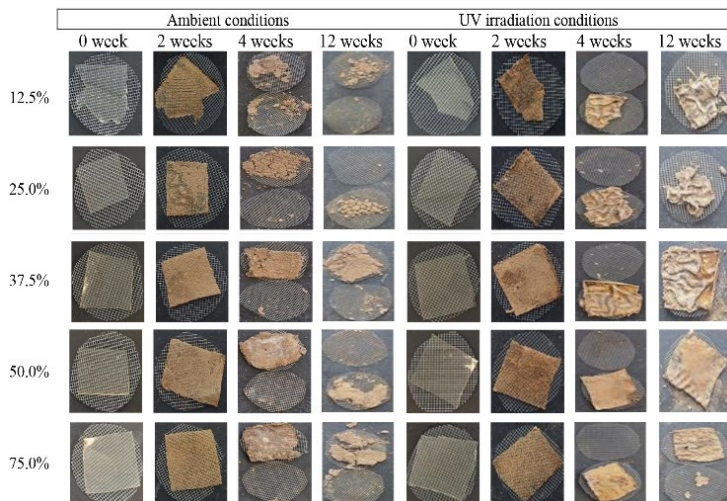 Ambient conditions UV irradiation conditions
0 week 2 weeks 4 weeks 12 weeks 0 week 2 weeks 4 weeks 12 weeks
12.5%
25.0%
37.5%
50.0%
75.0%